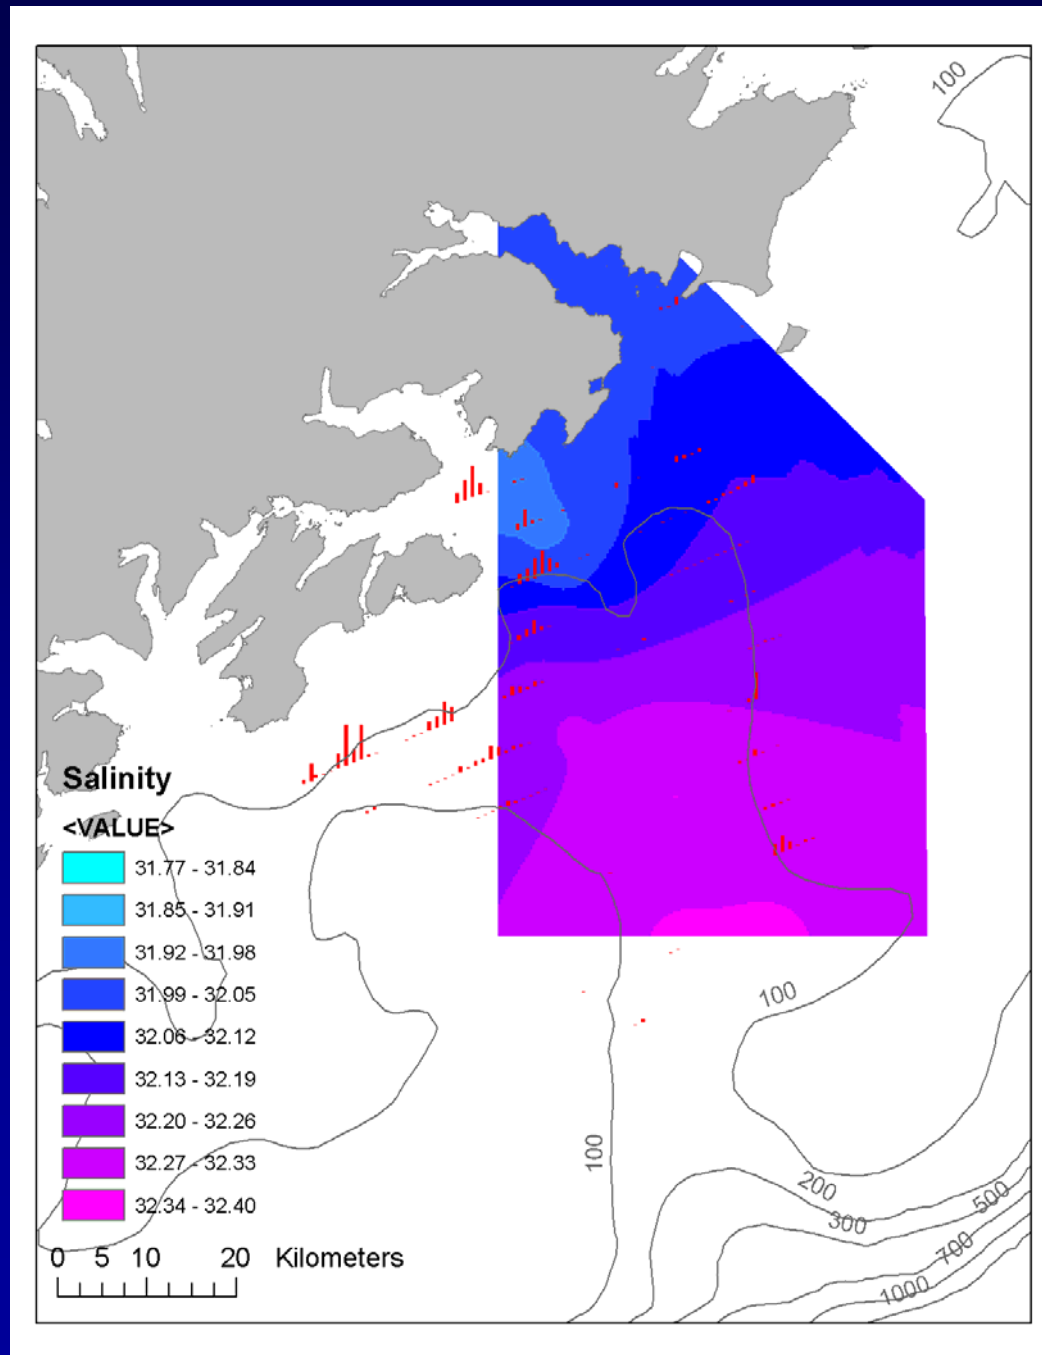 100
Salinity
<VALUE>
31.77 - 31.84
31.85 - 31.91
31.92 - 31.98
31.99 - 32.05
32.06 - 32.12
32.13 - 32.19
32.20 - 32.26
32.27 - 32.33
32.34 - 32.40
100
100
200
300
500
700
1000
0 5 10 20 Kilometers